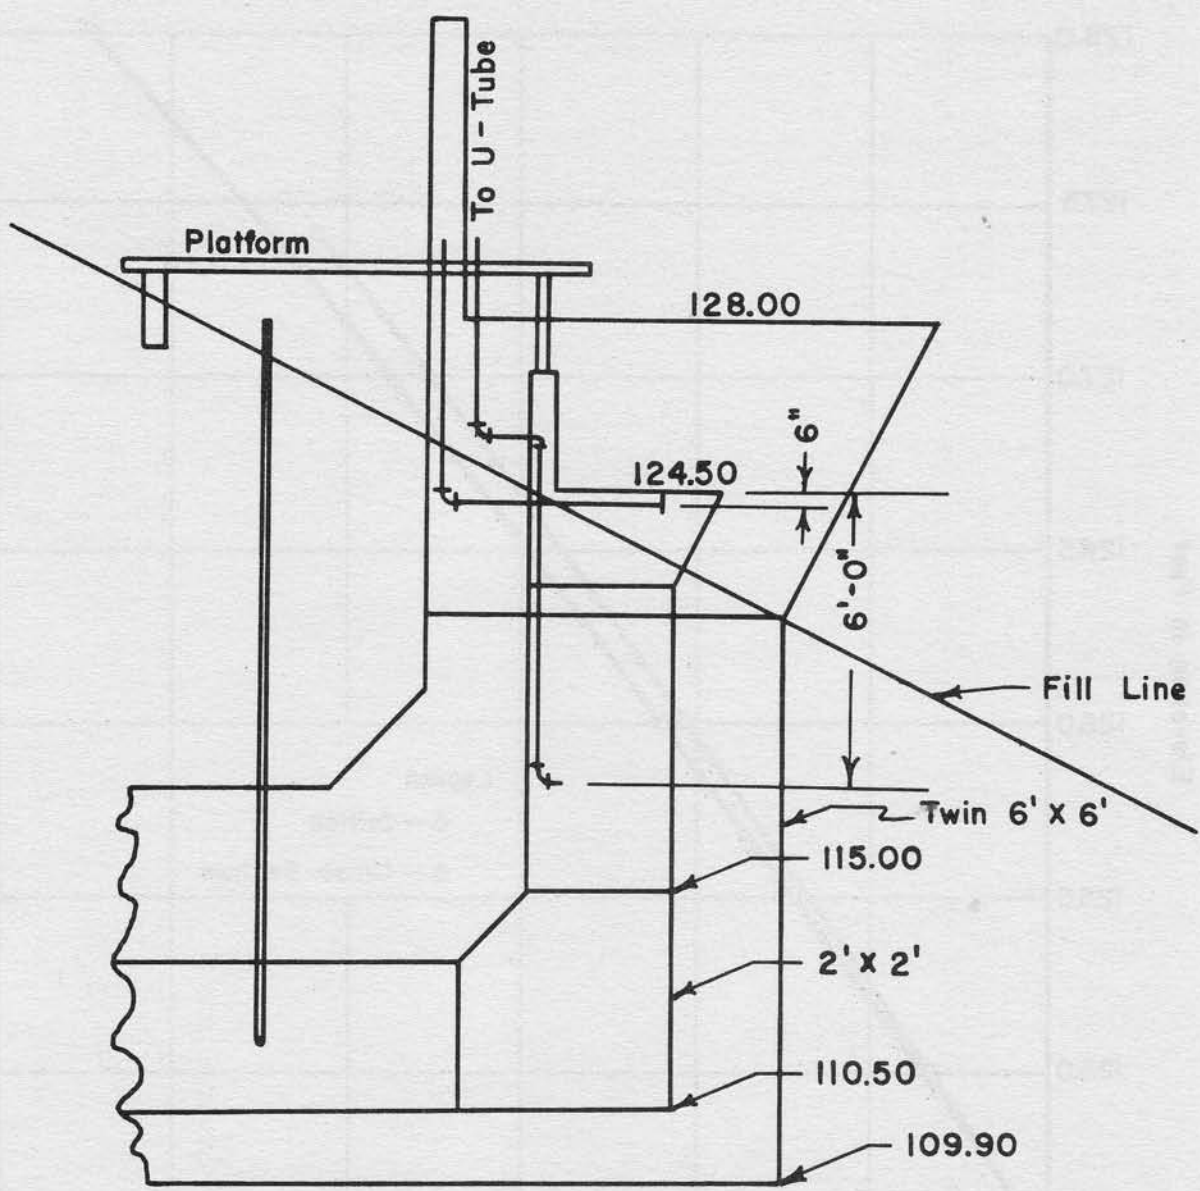 To U-Tube
Platform
128.00
6"
124.50
6'-0"
Fill Line
Twin 6' X 6'
115.00
2' X 2'
110.50
109.90